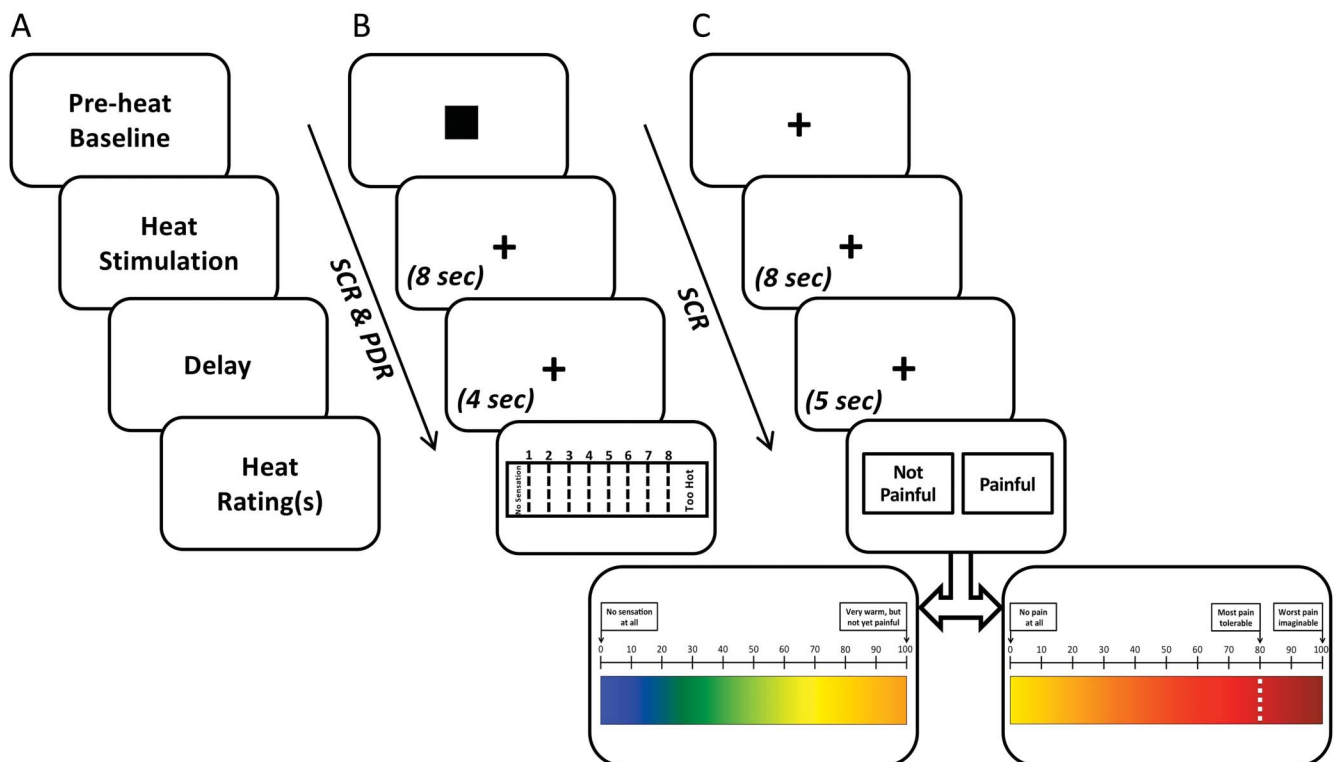 A
B
C
Pre-heat
Baseline
Heat
Stimulation
Delay
Heat
Rating(s)
SCR & PDR
+
(8 sec)
+
(4 sec)
1 2 3 4 5 6 7 8
No Sensation
Too Hot
SCR
+
+
(8 sec)
+
(5 sec)
Not
Painful
Painful
No sensation
at all
Very warm, but
not yet painful
0 10 20 30 40 50 60 70 80 90 100
No pain
at all
Most pain
tolerable
Worst pain
imaginable
0 10 20 30 40 50 60 70 80 90 100